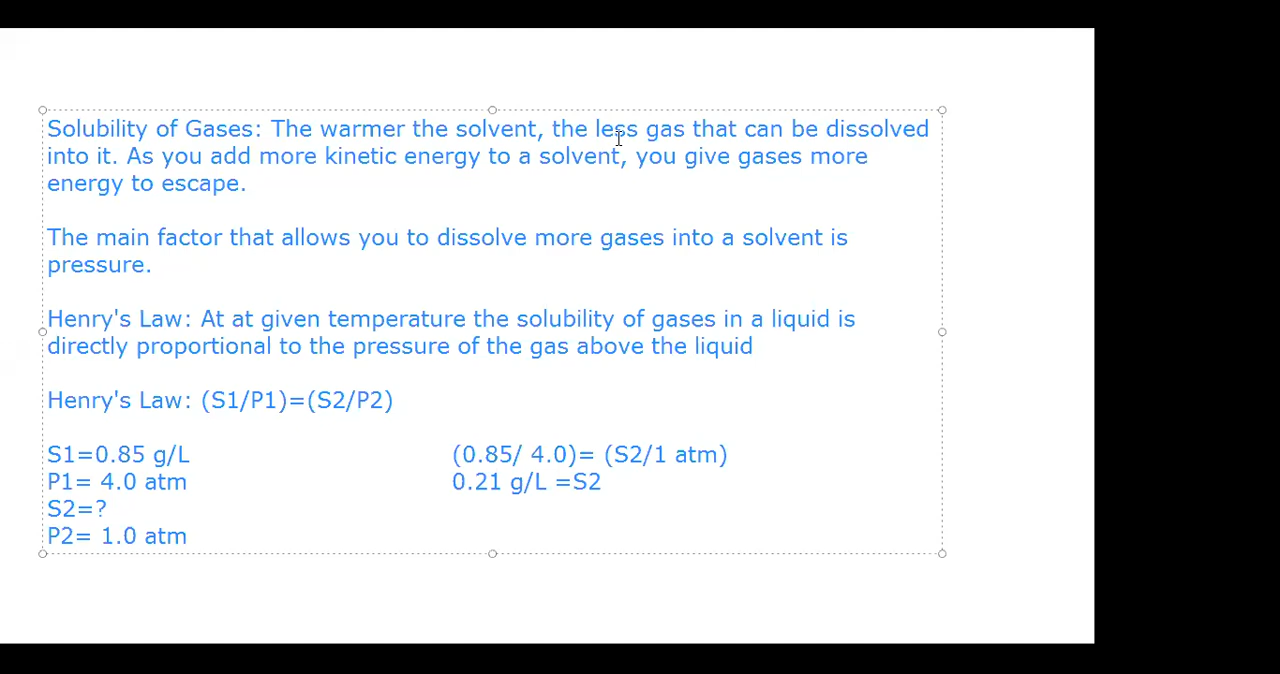 Solubility of Gases: The warmer the solvent, the less gas that can be dissolved
into it. As you add more kinetic energy to a solvent, you give gases more
energy to escape.
The main factor that allows you to dissolve more gases into a solvent is
pressure.
Henry's Law: At at given temperature the solubility of gases in a liquid is
directly proportional to the pressure of the gas above the liquid
Henry's Law: (S1/P1)=(S2/P2)
S1=0.85 g/L (0.85/ 4.0)= (S2/1 atm)
P1= 4.0 atm 0.21 g/L =S2
S2=?
P2= 1.0 atm